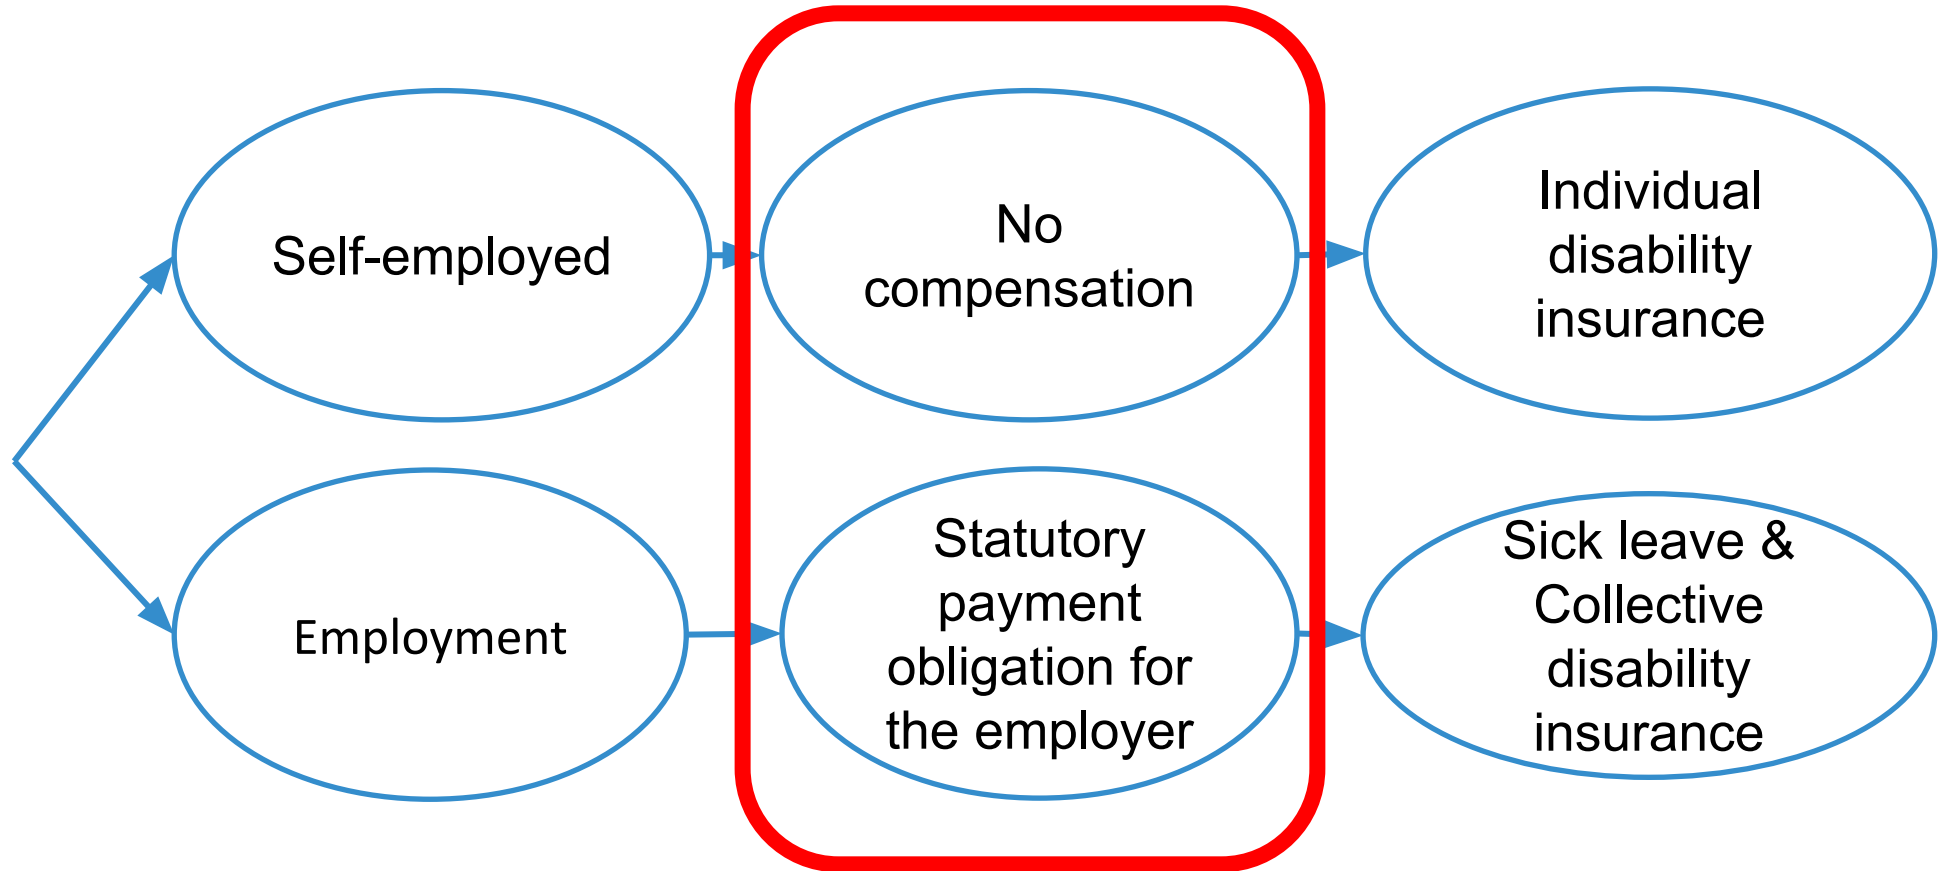 Self-employed
No
compensation
Individual
disability
insurance
Employment
Statutory
payment
obligation for
the employer
Sick leave &
Collective
disability
insurance